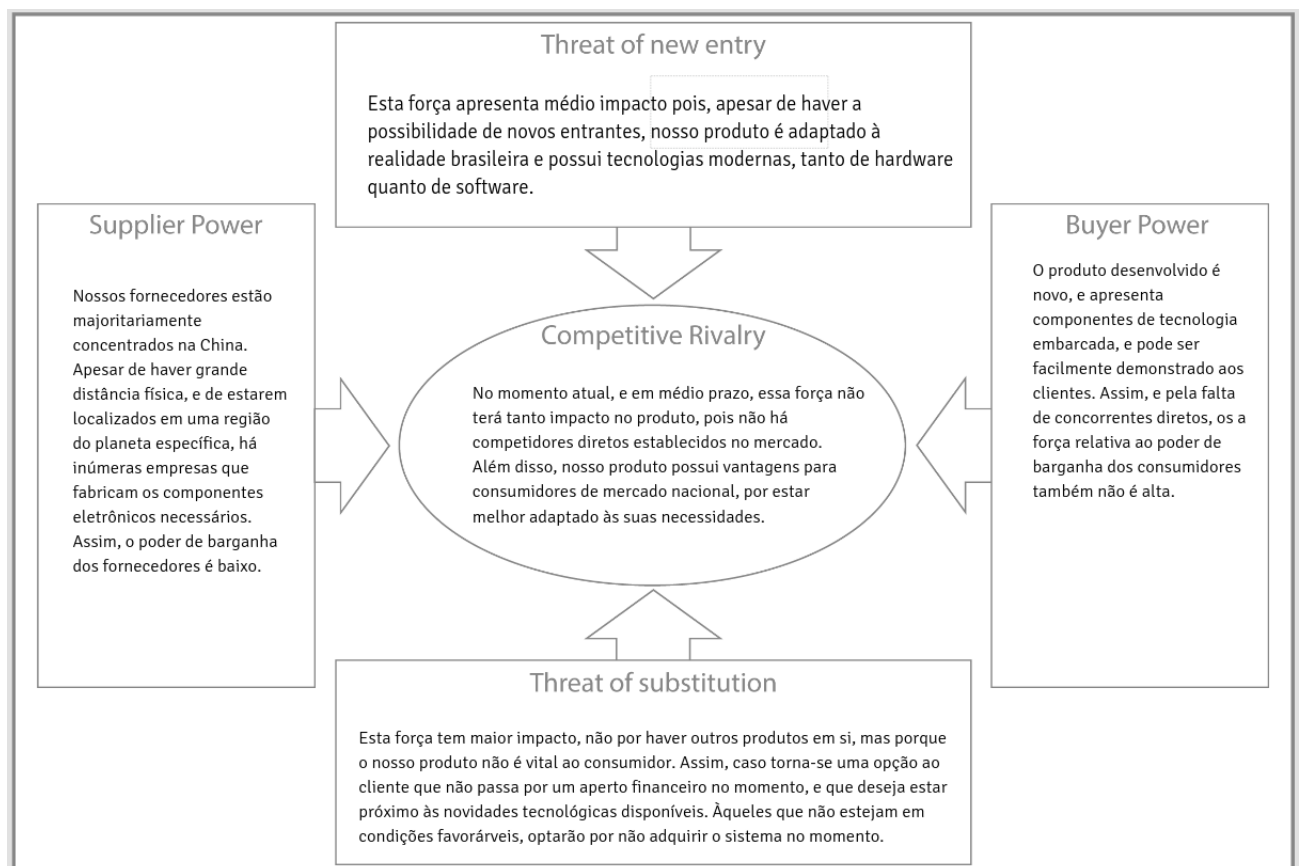 Threat of new entry
Esta força apresenta médio impacto pois, apesar de haver a
possibilidade de novos entrantes, nosso produto é adaptado à
realidade brasileira e possui tecnologias modernas, tanto de hardware
quanto de software.
Supplier Power
Nossos fornecedores estão
majoritariamente
concentrados na China.
Apesar de haver grande
distância física, e de estarem
localizados em uma região
do planeta específica, há
inúmeras empresas que
fabricam os componentes
eletrônicos necessários.
Assim, o poder de barganha
dos fornecedores é baixo.
Competitive Rivalry
No momento atual, e em médio prazo, essa força não
terá tanto impacto no produto, pois não há
competidores diretos establecidos no mercado.
Além disso, nosso produto possui vantagens para
consumidores de mercado nacional, por estar
melhor adaptado às suas necessidades.
Buyer Power
O produto desenvolvido é
novo, e apresenta
componentes de tecnologia
embarcada, e pode ser
facilmente demonstrado aos
clientes. Assim, e pela falta
de concorrentes diretos, os a
força relativa ao poder de
barganha dos consumidores
também não é alta.
Threat of substitution
Esta força tem maior impacto, não por haver outros produtos em si, mas porque
o nosso produto não é vital ao consumidor. Assim, caso torna-se uma opção ao
cliente que não passa por um aperto financeiro no momento, e que deseja estar
próximo às novidades tecnológicas disponíveis. Àqueles que não estejam em
condições favorárveis, optarão por não adquirir o sistema no momento.